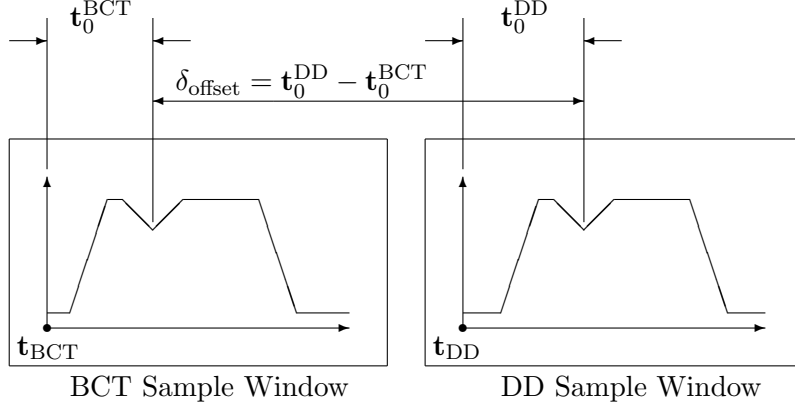 t₀^BCT t₀^DD
δ_offset = t₀^DD − t₀^BCT
t_BCT t_DD
BCT Sample Window DD Sample Window